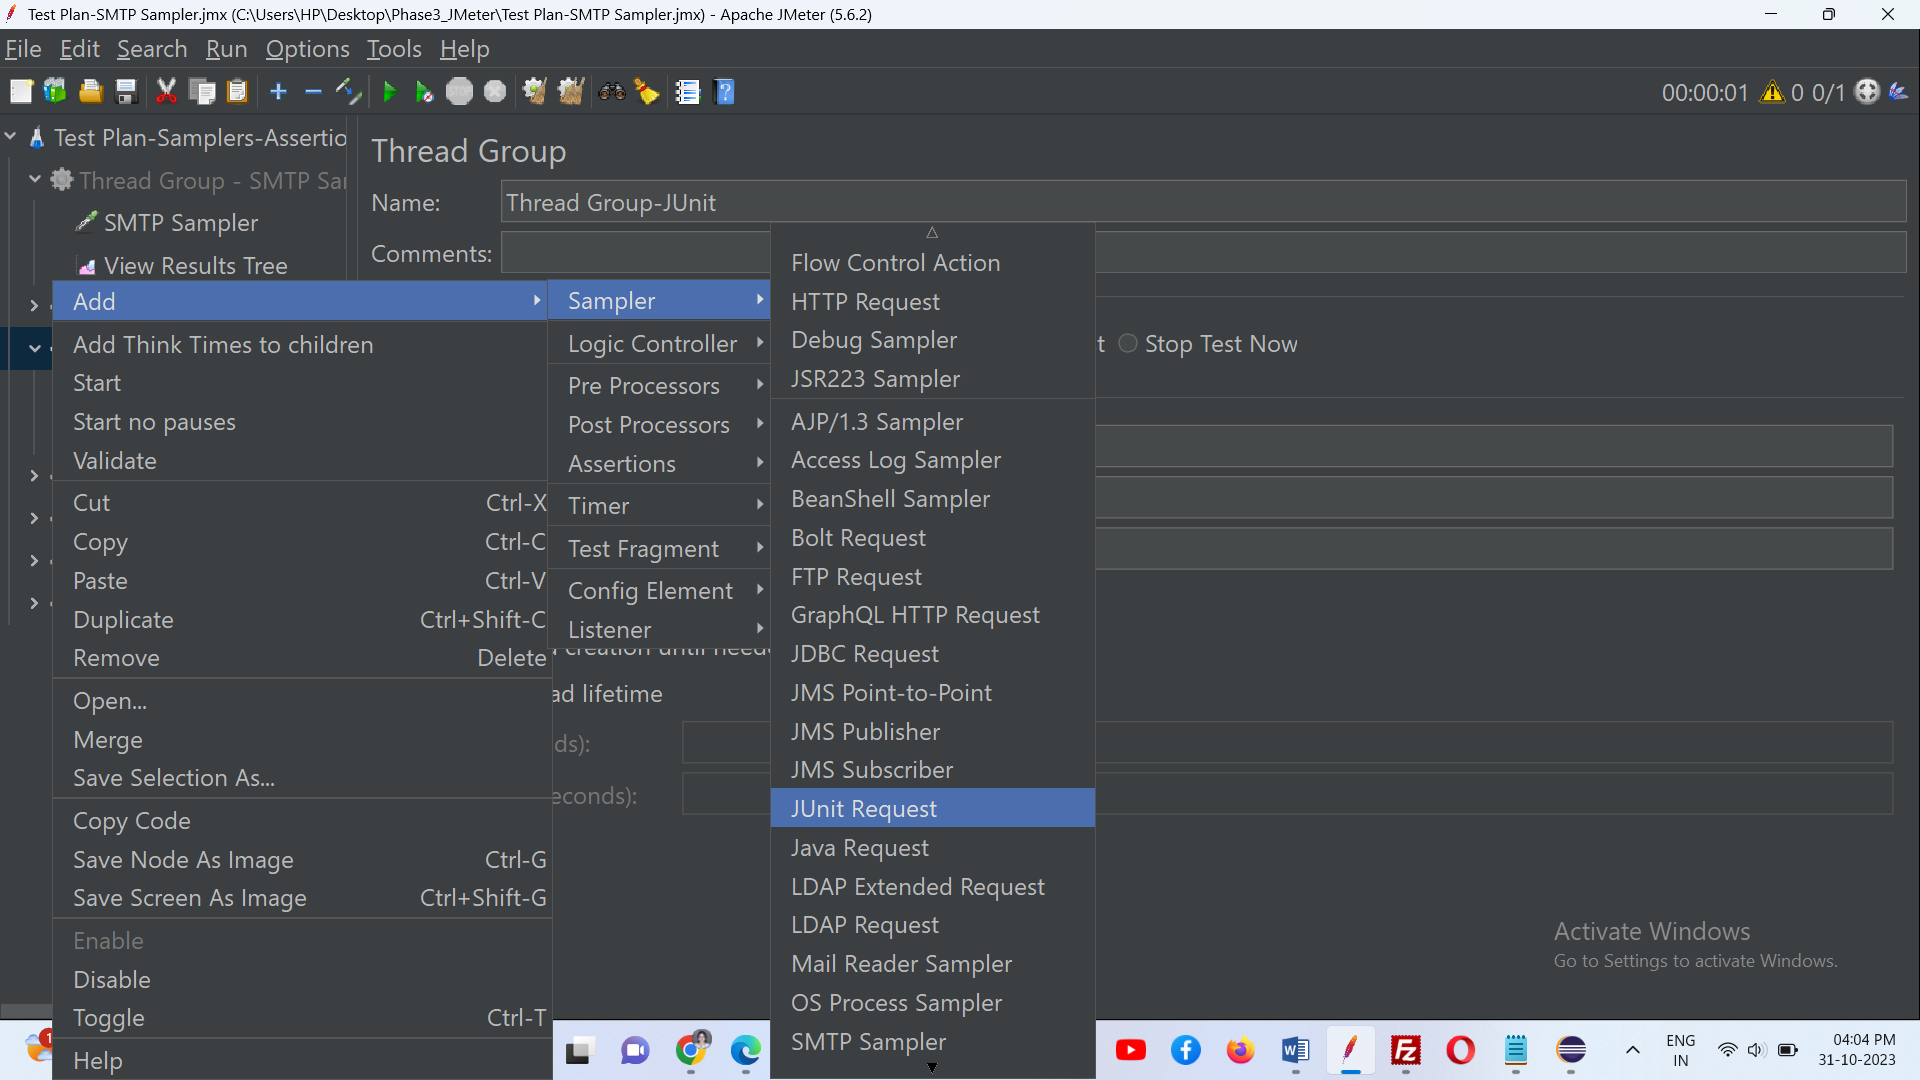 Test Plan-SMTP Sampler.jmx (C:\Users\HP\Desktop\Phase3_JMeter\Test Plan-SMTP Sampler.jmx) - Apache JMeter (5.6.2)
File Edit Search Run Options Tools Help
00:00:01 0 0/1
Test Plan-Samplers-Assertio
Thread Group - SMTP Sa
SMTP Sampler
View Results Tree
Thread Group
Name: Thread Group-JUnit
Comments:
Stop Test Now
ad lifetime
ds):
econds):
Add
Add Think Times to children
Start
Start no pauses
Validate
Cut Ctrl-X
Copy Ctrl-C
Paste Ctrl-V
Duplicate Ctrl+Shift-C
Remove Delete
Open...
Merge
Save Selection As...
Copy Code
Save Node As Image Ctrl-G
Save Screen As Image Ctrl+Shift-G
Enable
Disable
Toggle Ctrl-T
Help
Sampler
Logic Controller
Pre Processors
Post Processors
Assertions
Timer
Test Fragment
Config Element
Listener
Flow Control Action
HTTP Request
Debug Sampler
JSR223 Sampler
AJP/1.3 Sampler
Access Log Sampler
BeanShell Sampler
Bolt Request
FTP Request
GraphQL HTTP Request
JDBC Request
JMS Point-to-Point
JMS Publisher
JMS Subscriber
JUnit Request
Java Request
LDAP Extended Request
LDAP Request
Mail Reader Sampler
OS Process Sampler
SMTP Sampler
Activate Windows
Go to Settings to activate Windows.
ENG
IN
04:04 PM
31-10-2023